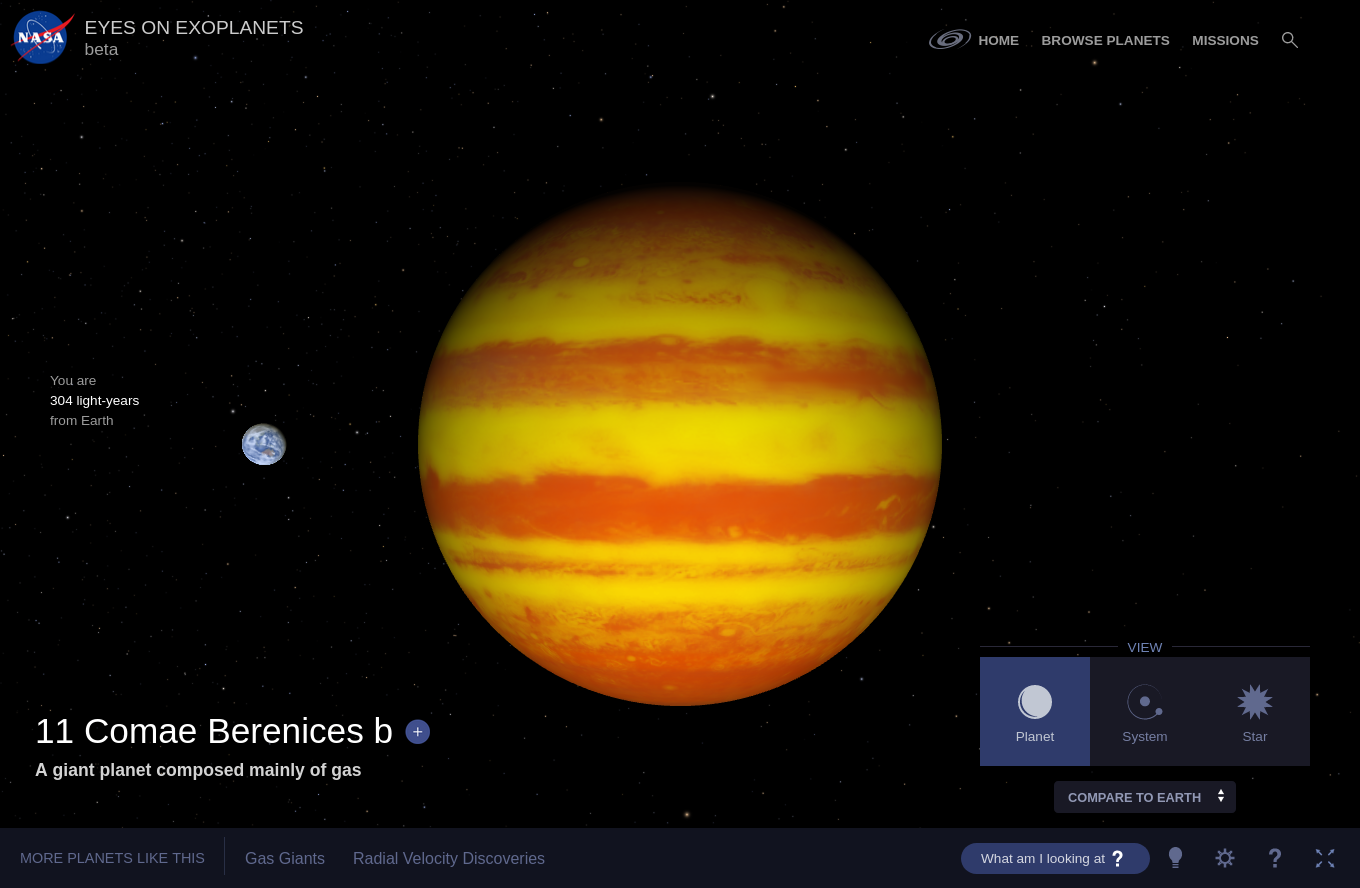 NASA
EYES ON EXOPLANETS
beta
HOME
BROWSE PLANETS
MISSIONS
You are
304 light-years
from Earth
11 Comae Berenices b +
A giant planet composed mainly of gas
VIEW
Planet
System
Star
COMPARE TO EARTH
MORE PLANETS LIKE THIS
Gas Giants
Radial Velocity Discoveries
What am I looking at ?
?